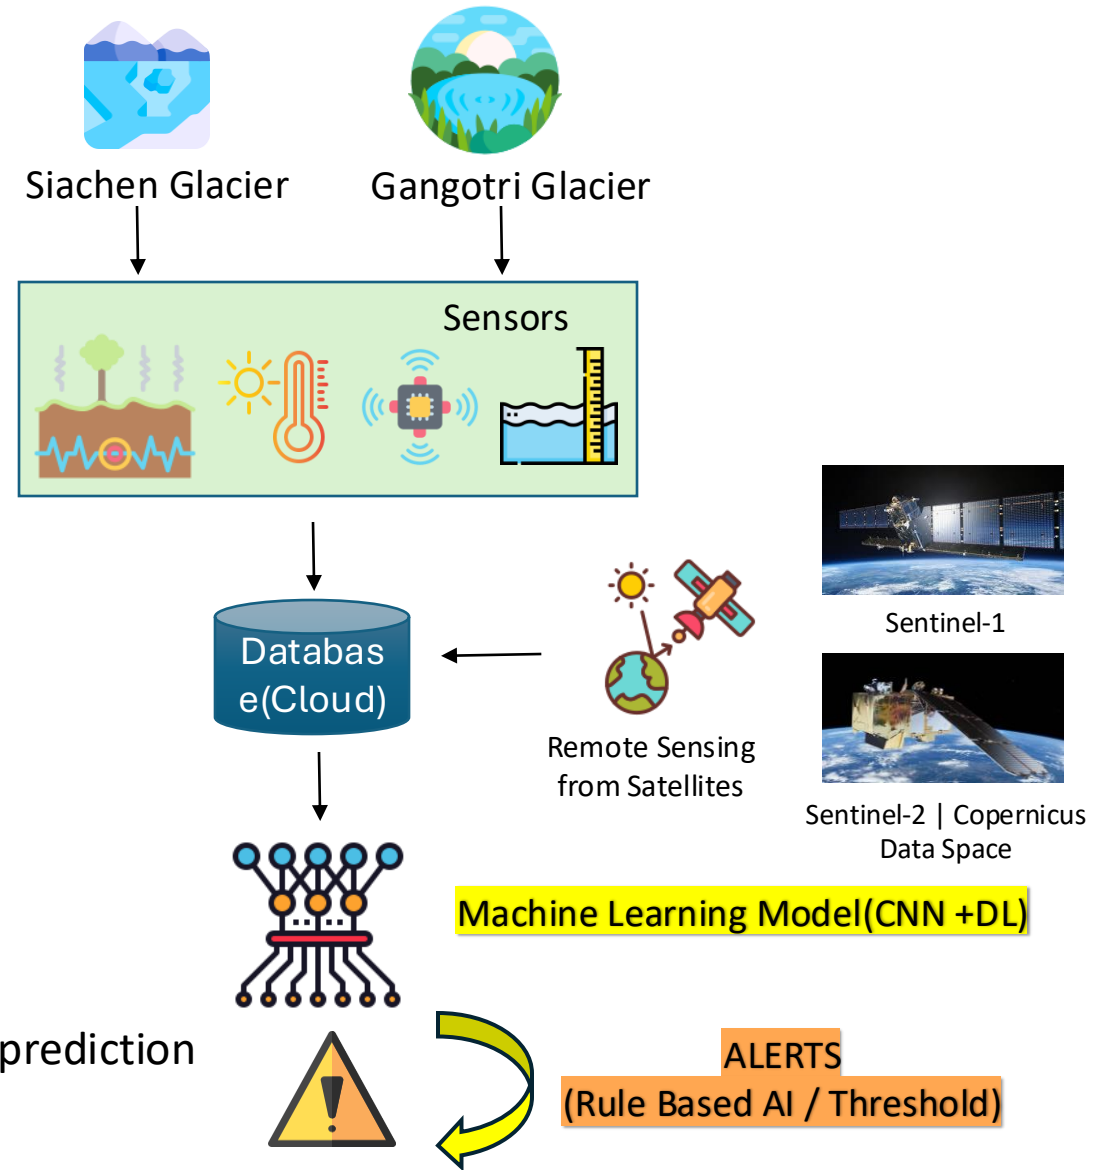 Siachen Glacier
Gangotri Glacier
Sensors
Sentinel-1
Databas
e(Cloud)
Remote Sensing
from Satellites
Sentinel-2 | Copernicus
Data Space
Machine Learning Model(CNN +DL)
prediction
ALERTS
(Rule Based AI / Threshold)